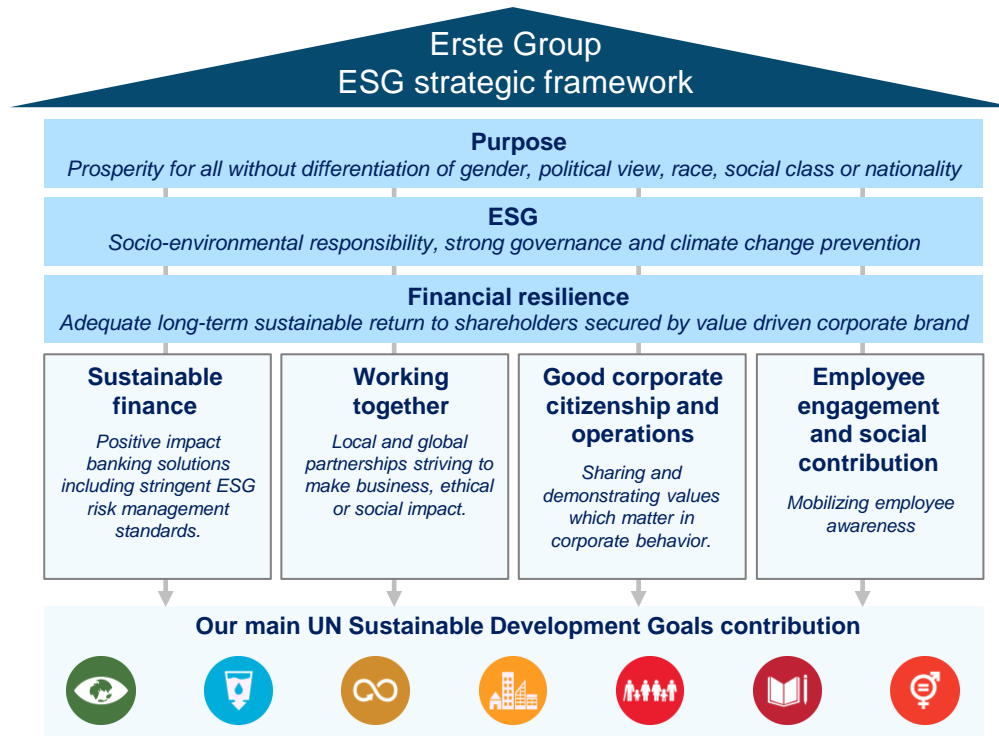 Erste Group
ESG strategic framework
Purpose
Prosperity for all without differentiation of gender, political view, race, social class or nationality
ESG
Socio-environmental responsibility, strong governance and climate change prevention
Financial resilience
Adequate long-term sustainable return to shareholders secured by value driven corporate brand
Sustainable
finance
Positive impact
banking solutions
including stringent ESG
risk management
standards.
Working
together
Local and global
partnerships striving to
make business, ethical
or social impact.
Good corporate
citizenship and
operations
Sharing and
demonstrating values
which matter in
corporate behavior.
Employee
engagement
and social
contribution
Mobilizing employee
awareness
Our main UN Sustainable Development Goals contribution